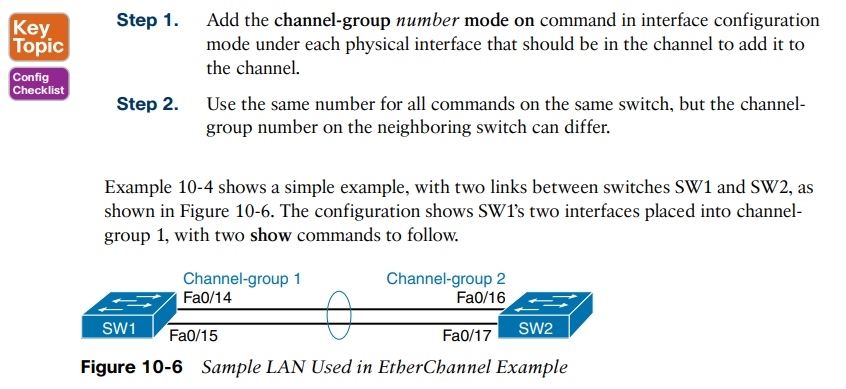 Key
Topic
Config
Checklist
Step 1. Add the channel-group number mode on command in interface configuration
mode under each physical interface that should be in the channel to add it to
the channel.
Step 2. Use the same number for all commands on the same switch, but the channel-
group number on the neighboring switch can differ.
Example 10-4 shows a simple example, with two links between switches SW1 and SW2, as
shown in Figure 10-6. The configuration shows SW1’s two interfaces placed into channel-
group 1, with two show commands to follow.
Channel-group 1 Channel-group 2
Fa0/14 Fa0/16
SW1 SW2
Fa0/15 Fa0/17
Figure 10-6 Sample LAN Used in EtherChannel Example